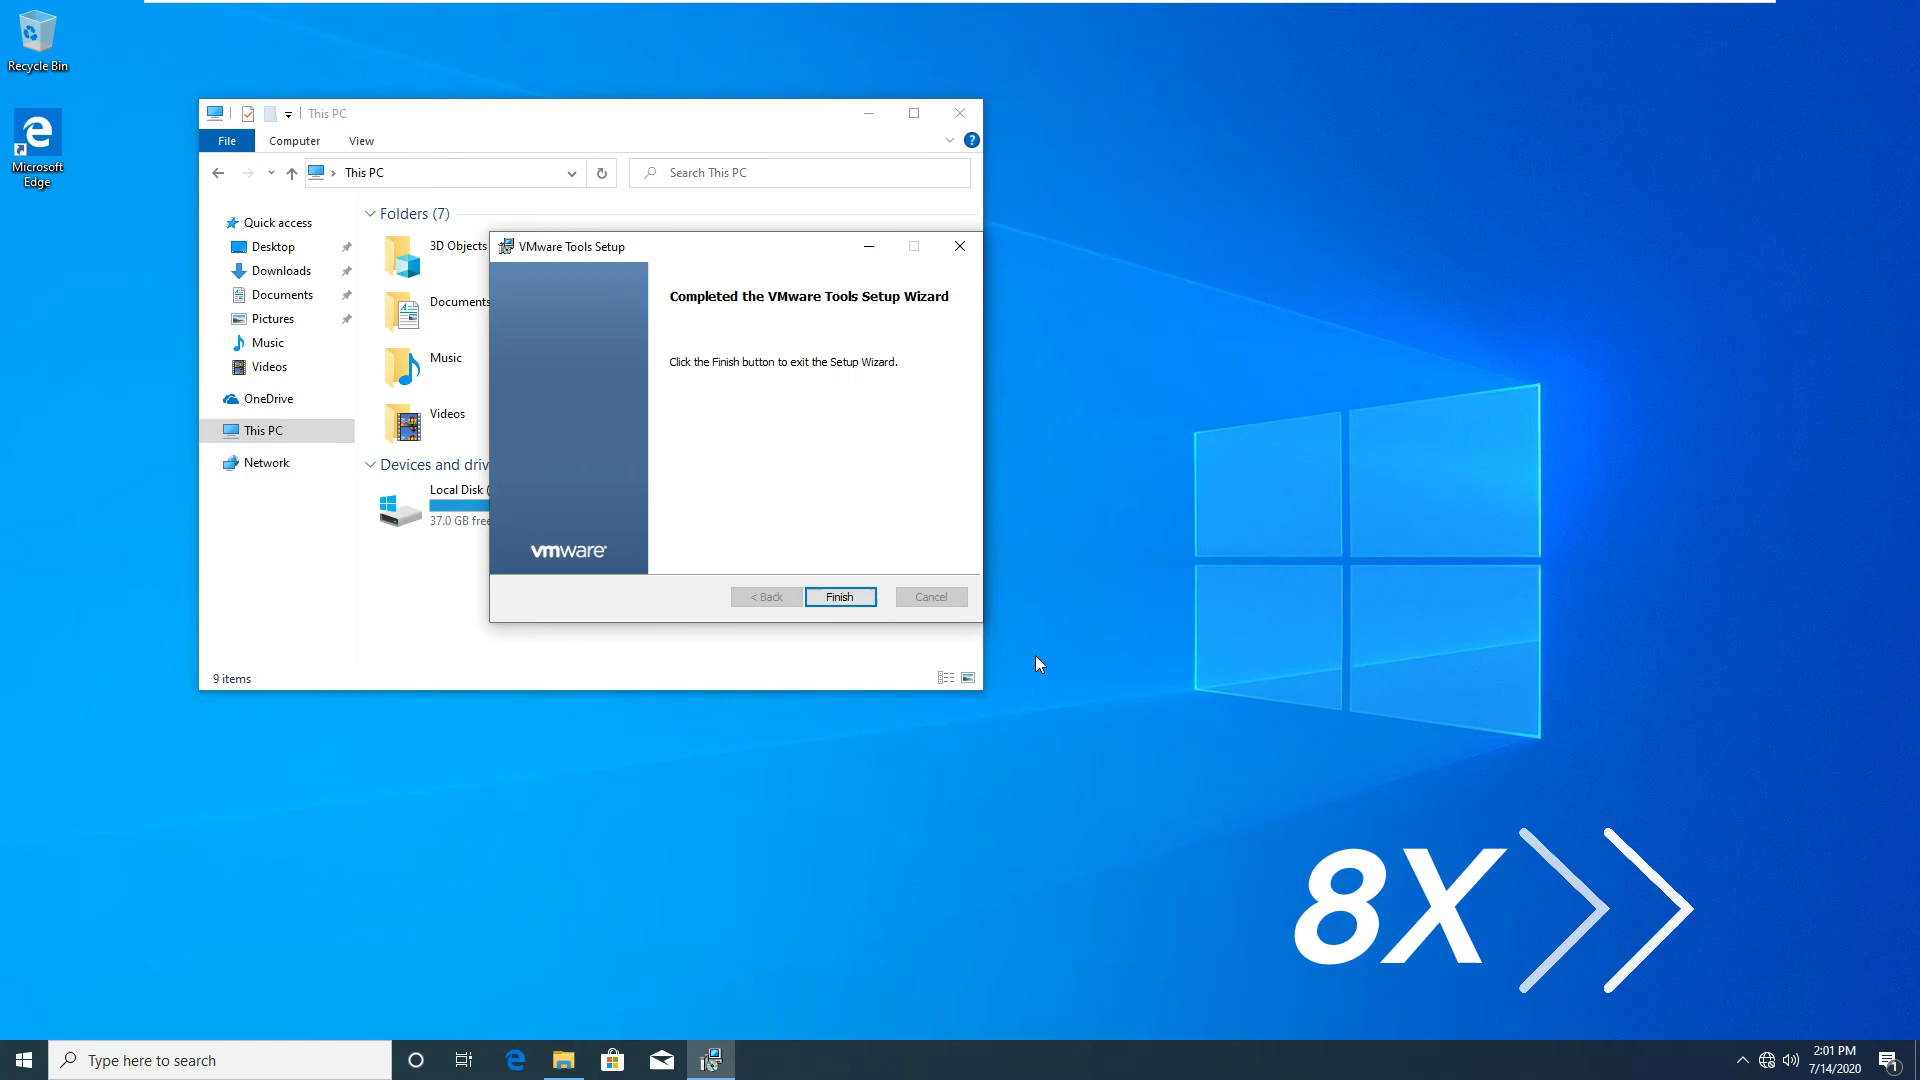 Recycle Bin
Microsoft
Edge
This PC
File
Computer
View
This PC
Search This PC
Quick access
Desktop
Downloads
Documents
Pictures
Music
Videos
OneDrive
This PC
Network
Folders (7)
3D Objects
Documents
Music
Videos
Devices and driv
Local Disk (
37.0 GB free
9 items
VMware Tools Setup
Completed the VMware Tools Setup Wizard
Click the Finish button to exit the Setup Wizard.
vmware®
< Back
Finish
Cancel
8X
Type here to search
2:01 PM
7/14/2020
1